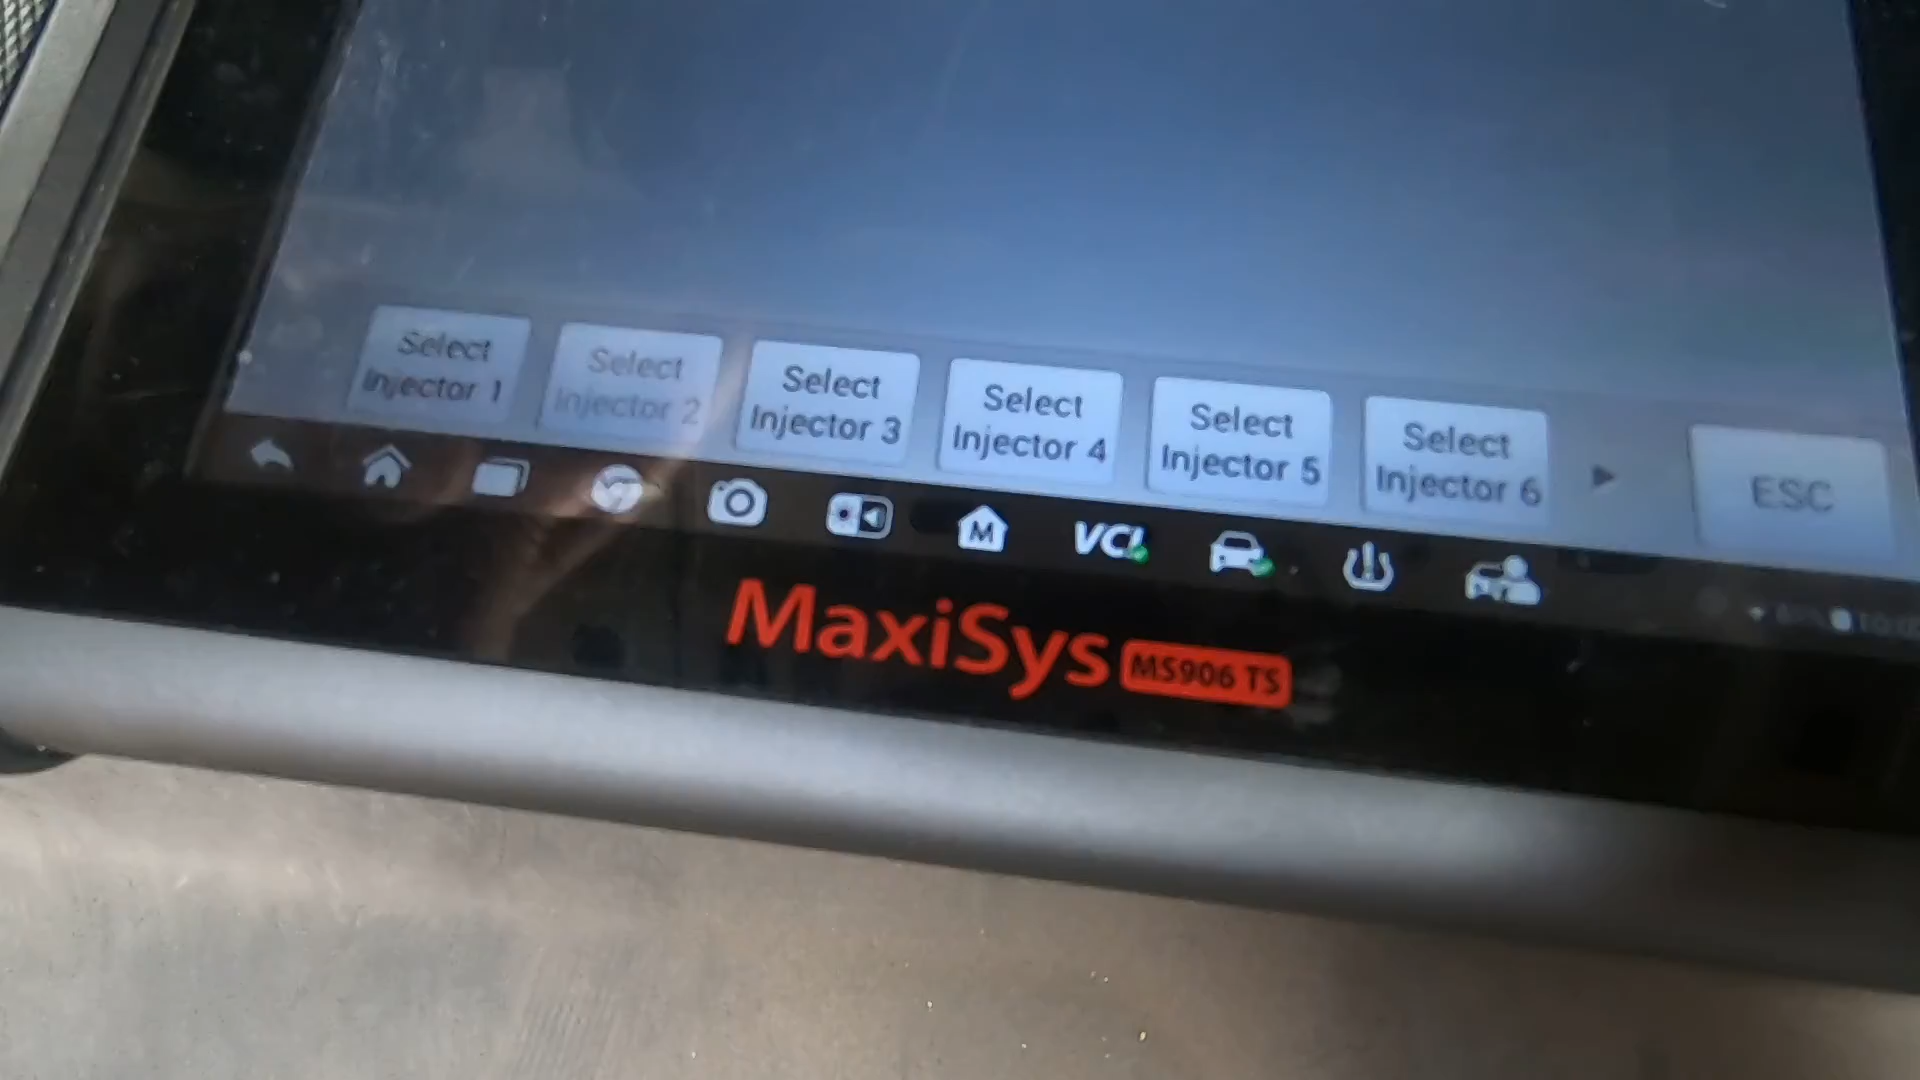 Select
Injector 1
Select
Injector 2
Select
Injector 3
Select
Injector 4
Select
Injector 5
Select
Injector 6
ESC
M
VCI
MaxiSys MS906 TS